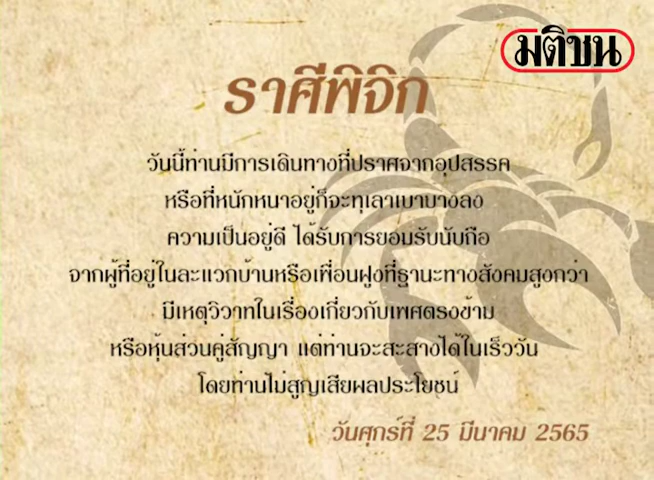 มติชน
ราศีพิจิก
วันนี้ท่านมีการเดินทางที่ปราศจากอุปสรรค
หรือที่หนักหนาอยู่ก็จะทุเลาเบาบางลง
ความเป็นอยู่ดี ได้รับการยอมรับนับถือ
จากผู้ที่อยู่ในละแวกบ้านหรือเพื่อนฝูงที่ฐานะทางสังคมสูงกว่า
มีเหตุวิวาทในเรื่องเกี่ยวกับเพศตรงข้าม
หรือหุ้นส่วนคู่สัญญา แต่ท่านจะสะสางได้ในเร็ววัน
โดยท่านไม่สูญเสียผลประโยชน์
วันศุกร์ที่ 25 มีนาคม 2565